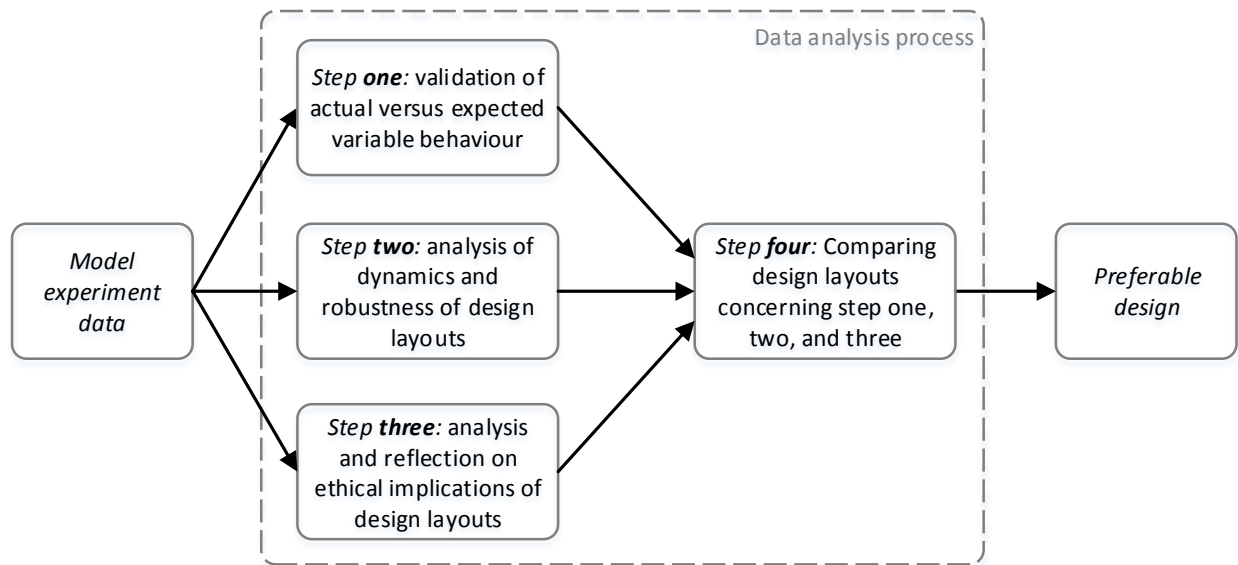 Data analysis process
Step one: validation of
actual versus expected
variable behaviour
Model
experiment
data
Step two: analysis of
dynamics and
robustness of design
layouts
Step three: analysis
and reflection on
ethical implications of
design layouts
Step four: Comparing
design layouts
concerning step one,
two, and three
Preferable
design